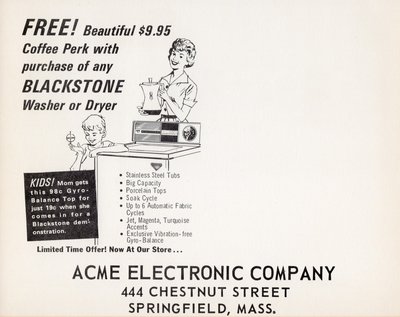 FREE! Beautiful $9.95
Coffee Perk with
purchase of any
BLACKSTONE
Washer or Dryer
KIDS! Mom gets
this 98c Gyro-
Balance Top for
just 19c when she
comes in for a
Blackstone dem-
onstration.
• Stainless Steel Tubs
• Big Capacity
• Porcelain Tops
• Soak Cycle
• Up to 6 Automatic Fabric
Cycles
• Jet, Magenta, Turquoise
Accents
• Exclusive Vibration-free
Gyro-Balance
Limited Time Offer! Now At Our Store...
ACME ELECTRONIC COMPANY
444 CHESTNUT STREET
SPRINGFIELD, MASS.